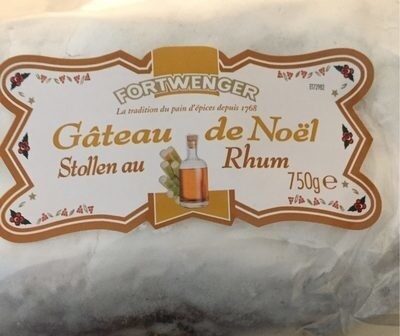 FORTWENGER
La tradition du pain d'épices depuis 1768
Gâteau de Noël
Stollen au Rhum
750g e